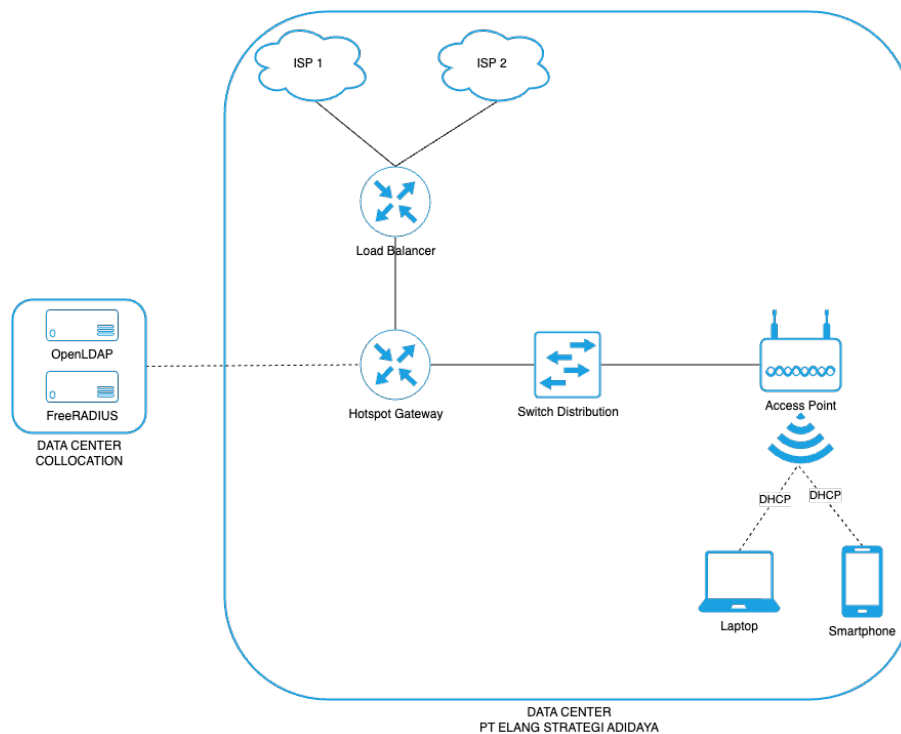 ISP 1
ISP 2
Load Balancer
OpenLDAP
FreeRADIUS
DATA CENTER
COLLOCATION
Hotspot Gateway
Switch Distribution
Access Point
DHCP
DHCP
Laptop
Smartphone
DATA CENTER
PT ELANG STRATEGI ADIDAYA